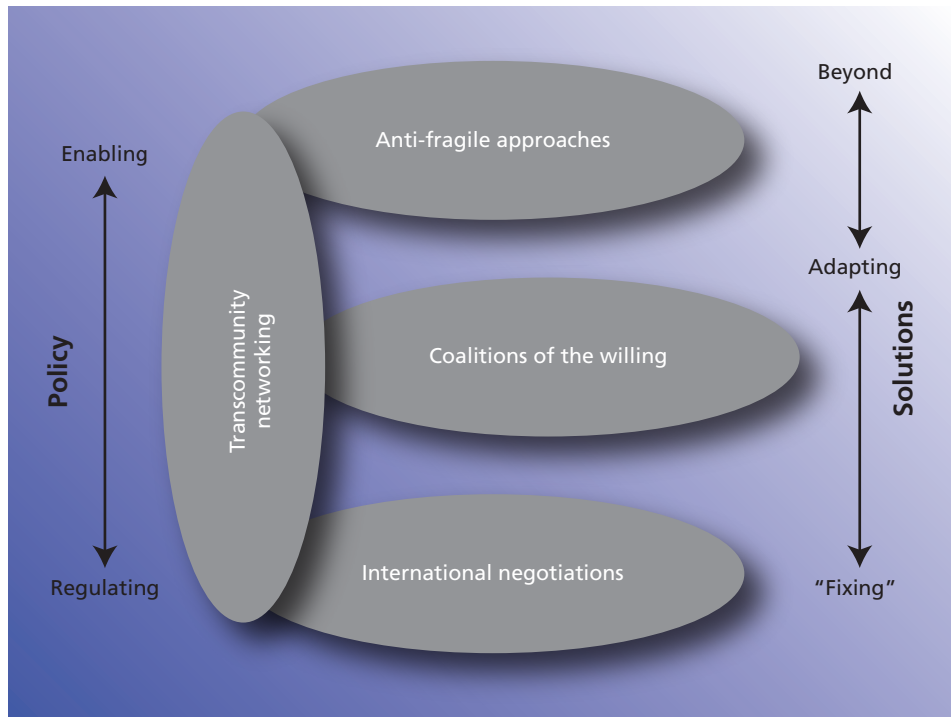 Beyond
Anti-fragile approaches
Enabling
Adapting
Policy
Transcommunity
networking
Coalitions of the willing
Solutions
International negotiations
Regulating
“Fixing”